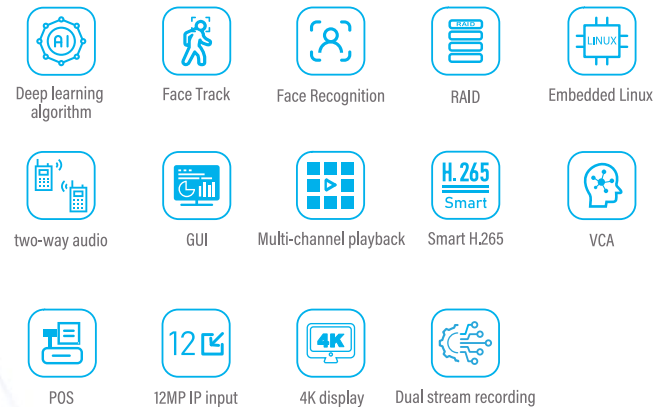 AI
RAID
LINUX
Deep learning
algorithm
Face Track
Face Recognition
RAID
Embedded Linux
H.265
Smart
two-way audio
GUI
Multi-channel playback
Smart H.265
VCA
12
4K
POS
12MP IP input
4K display
Dual stream recording